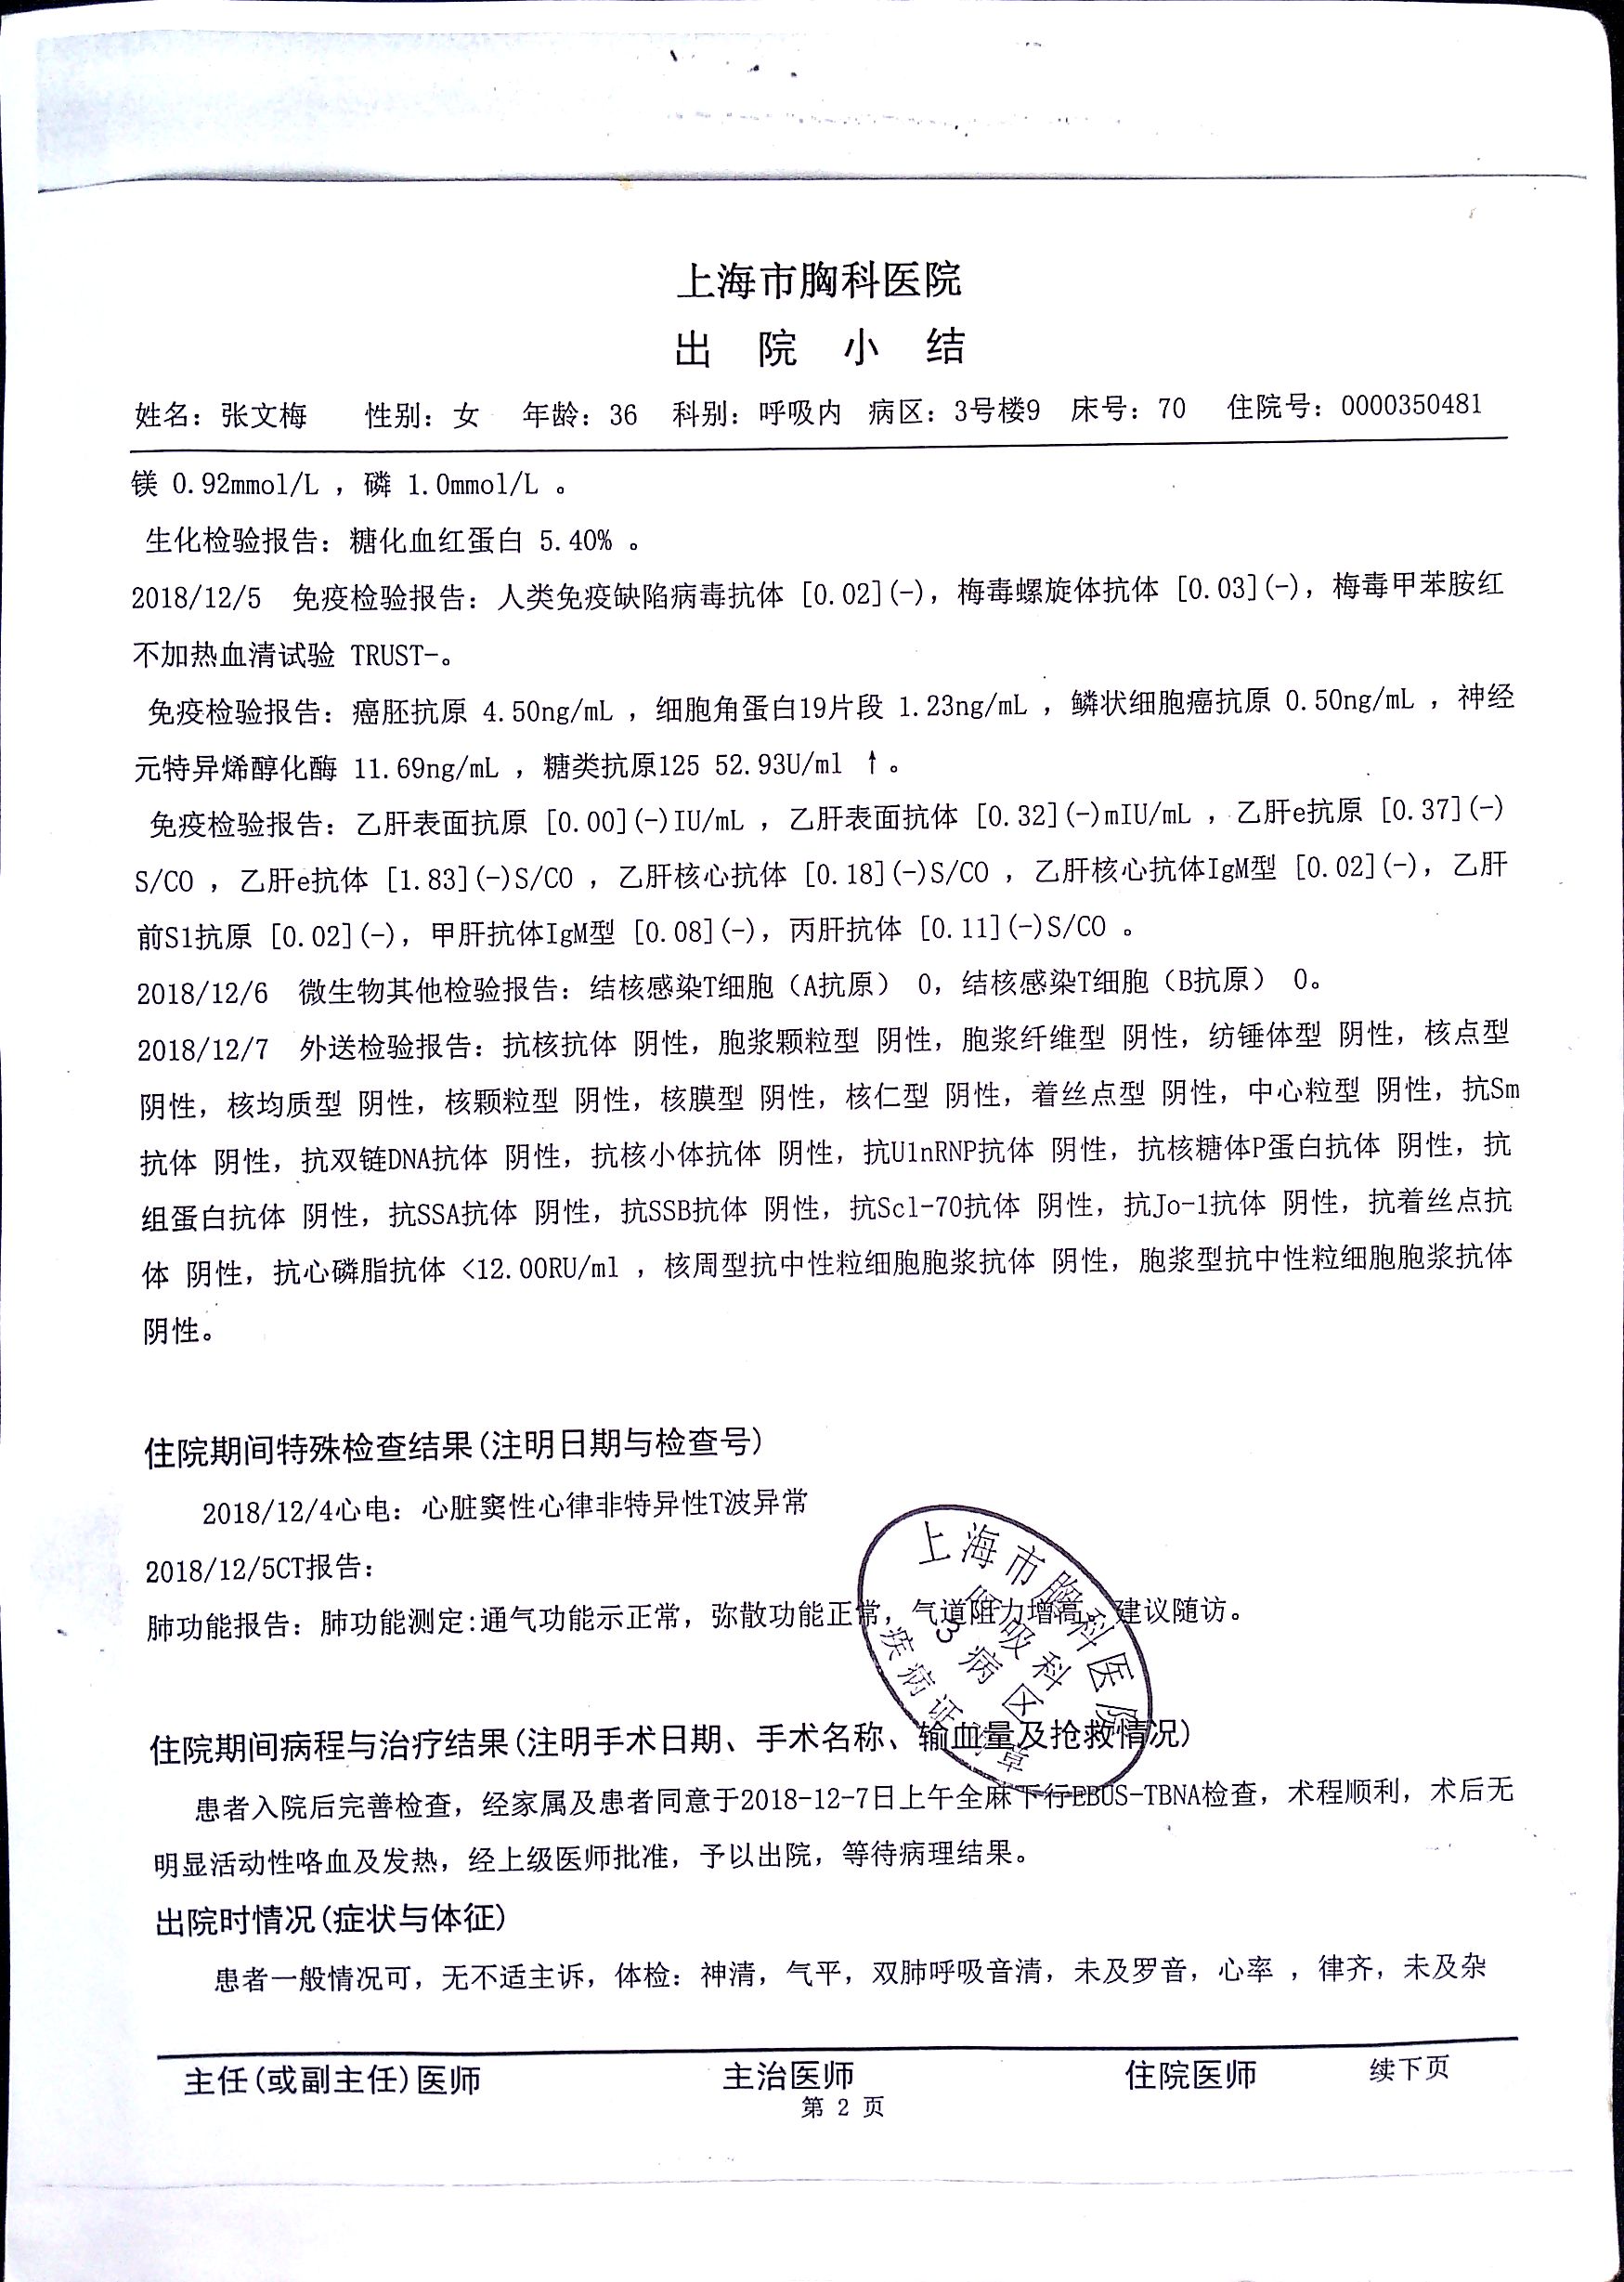 上海市胸科医院
出 院 小 结
姓名：张文梅 性别：女 年龄：36 科别：呼吸内 病区：3号楼9 床号：70 住院号：0000350481
镁 0.92mmol/L ，磷 1.0mmol/L 。
生化检验报告：糖化血红蛋白 5.40% 。
2018/12/5 免疫检验报告：人类免疫缺陷病毒抗体 [0.02](-)，梅毒螺旋体抗体 [0.03](-)，梅毒甲苯胺红
不加热血清试验 TRUST-。
免疫检验报告：癌胚抗原 4.50ng/mL ，细胞角蛋白19片段 1.23ng/mL ，鳞状细胞癌抗原 0.50ng/mL ，神经
元特异烯醇化酶 11.69ng/mL ，糖类抗原125 52.93U/ml ↑。
免疫检验报告：乙肝表面抗原 [0.00](-)IU/mL ，乙肝表面抗体 [0.32](-)mIU/mL ，乙肝e抗原 [0.37](-)
S/CO ，乙肝e抗体 [1.83](-)S/CO ，乙肝核心抗体 [0.18](-)S/CO ，乙肝核心抗体IgM型 [0.02](-)，乙肝
前S1抗原 [0.02](-)，甲肝抗体IgM型 [0.08](-)，丙肝抗体 [0.11](-)S/CO 。
2018/12/6 微生物其他检验报告：结核感染T细胞（A抗原） 0，结核感染T细胞（B抗原） 0。
2018/12/7 外送检验报告：抗核抗体 阴性，胞浆颗粒型 阴性，胞浆纤维型 阴性，纺锤体型 阴性，核点型
阴性，核均质型 阴性，核颗粒型 阴性，核膜型 阴性，核仁型 阴性，着丝点型 阴性，中心粒型 阴性，抗Sm
抗体 阴性，抗双链DNA抗体 阴性，抗核小体抗体 阴性，抗U1nRNP抗体 阴性，抗核糖体P蛋白抗体 阴性，抗
组蛋白抗体 阴性，抗SSA抗体 阴性，抗SSB抗体 阴性，抗Scl-70抗体 阴性，抗Jo-1抗体 阴性，抗着丝点抗
体 阴性，抗心磷脂抗体 <12.00RU/ml ，核周型抗中性粒细胞胞浆抗体 阴性，胞浆型抗中性粒细胞胞浆抗体
阴性。
住院期间特殊检查结果(注明日期与检查号)
2018/12/4心电：心脏窦性心律非特异性T波异常
2018/12/5CT报告：
肺功能报告：肺功能测定:通气功能示正常，弥散功能正常，气道阻力增高，建议随访。
上海市胸科医院
呼吸科
3病区
疾病证明章
住院期间病程与治疗结果(注明手术日期、手术名称、输血量及抢救情况)
患者入院后完善检查，经家属及患者同意于2018-12-7日上午全麻下行EBUS-TBNA检查，术程顺利，术后无
明显活动性咯血及发热，经上级医师批准，予以出院，等待病理结果。
出院时情况(症状与体征)
患者一般情况可，无不适主诉，体检：神清，气平，双肺呼吸音清，未及罗音，心率 ，律齐，未及杂
主任(或副主任)医师 主治医师 住院医师 续下页
第 2 页